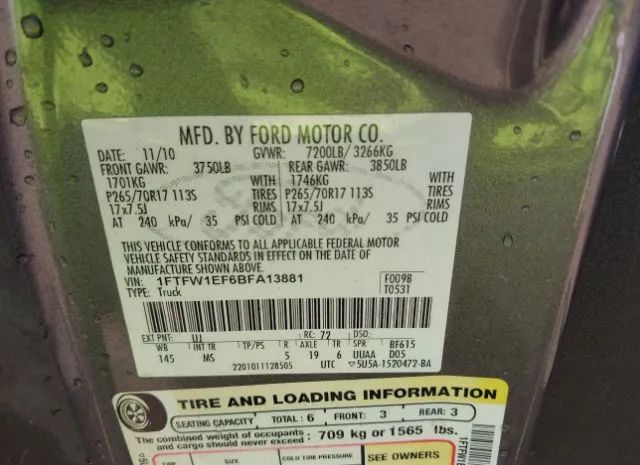 MFD. BY FORD MOTOR CO.
DATE: 11/10 GVWR: 7200LB/ 3266KG
FRONT GAWR: 3750LB REAR GAWR: 3850LB
1701KG WITH 1746KG WITH
P265/70R17 113S TIRES P265/70R17 113S TIRES
17x7.5J RIMS 17x7.5J RIMS
AT 240 kPa/ 35 PSI COLD AT 240 kPa/ 35 PSI COLD
THIS VEHICLE CONFORMS TO ALL APPLICABLE FEDERAL MOTOR
VEHICLE SAFETY STANDARDS IN EFFECT ON THE DATE OF
MANUFACTURE SHOWN ABOVE.
VIN: 1FTFW1EF6BFA13881 F0098
TYPE: Truck T0531
EXT PNT: UJ RC: 72 DSO:
WB INT TR TP/PS R AXLE TR SPR BF615
145 MS 5 19 6 UUAA D05
2201011128505 UTC 5U5A-1520472-BA
TIRE AND LOADING INFORMATION
SEATING CAPACITY TOTAL: 6 FRONT: 3 REAR: 3
The combined weight of occupants
and cargo should never exceed: 709 kg or 1565 lbs.
TIRE SIZE COLD TIRE PRESSURE SEE OWNERS